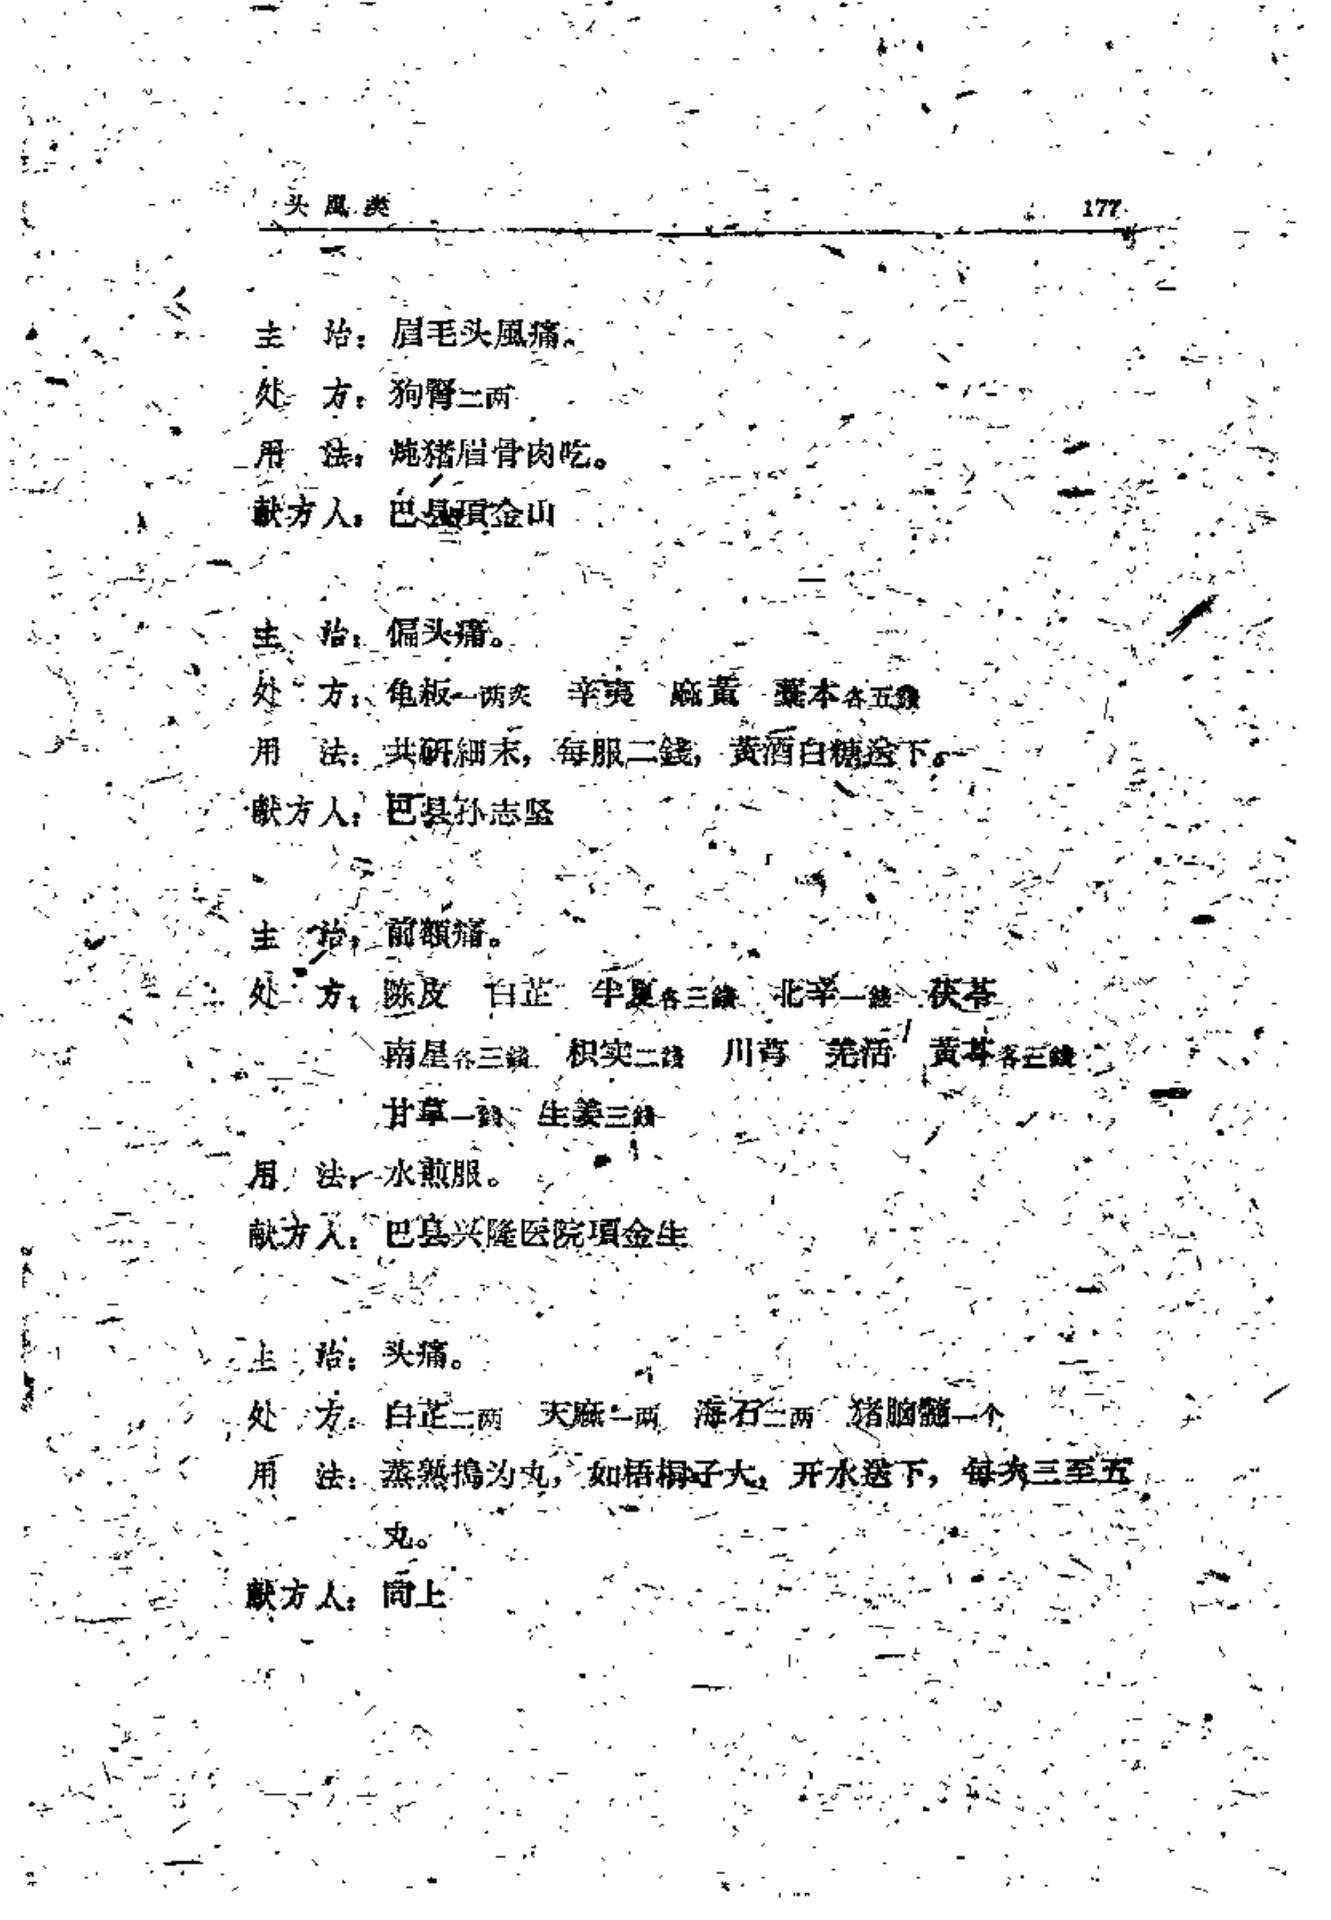 头風类 177
主治：眉毛头風痛。
处方：狗腎二两
用法：炖猪眉骨肉吃。
献方人：巴县項金山
主治：偏头痛。
处方：龟板一两炙 辛夷 麻黃 藁本各五錢
用法：共研細末，每服二錢，黃酒白糖送下。
献方人：巴县孙志坚
主治：前額痛。
处方：陈皮 白芷 半夏各三錢 北辛一錢 茯苓
南星各三錢 枳实二錢 川芎 羌活 黃芩各三錢
甘草一錢 生姜三錢
用法：水煎服。
献方人：巴县兴隆医院項金生
主治：头痛。
处方：白芷二两 天麻一两 海石二两 猪脑髓一个
用法：蒸熟搗为丸，如梧桐子大，开水送下，每次三至五
丸。
献方人：同上